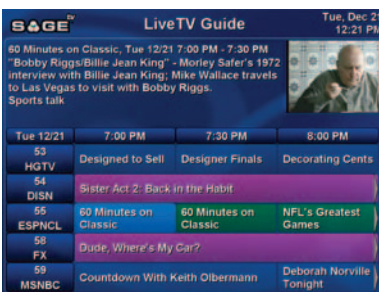 SAGE TV
LiveTV Guide
Tue, Dec 21
12:21 PM
60 Minutes on Classic, Tue 12/21 7:00 PM - 7:30 PM
"Bobby Riggs/Billie Jean King" - Morley Safer's 1972
interview with Billie Jean King; Mike Wallace travels
to Las Vegas to visit with Bobby Riggs.
Sports talk
Tue 12/21 7:00 PM 7:30 PM 8:00 PM
53
HGTV
Designed to Sell Designer Finals Decorating Cents
54
DISN
Sister Act 2: Back in the Habit
55
ESPNCL
60 Minutes on
Classic
60 Minutes on
Classic
NFL's Greatest
Games
58
FX
Dude, Where's My Car?
59
MSNBC
Countdown With Keith Olbermann
Deborah Norville
Tonight